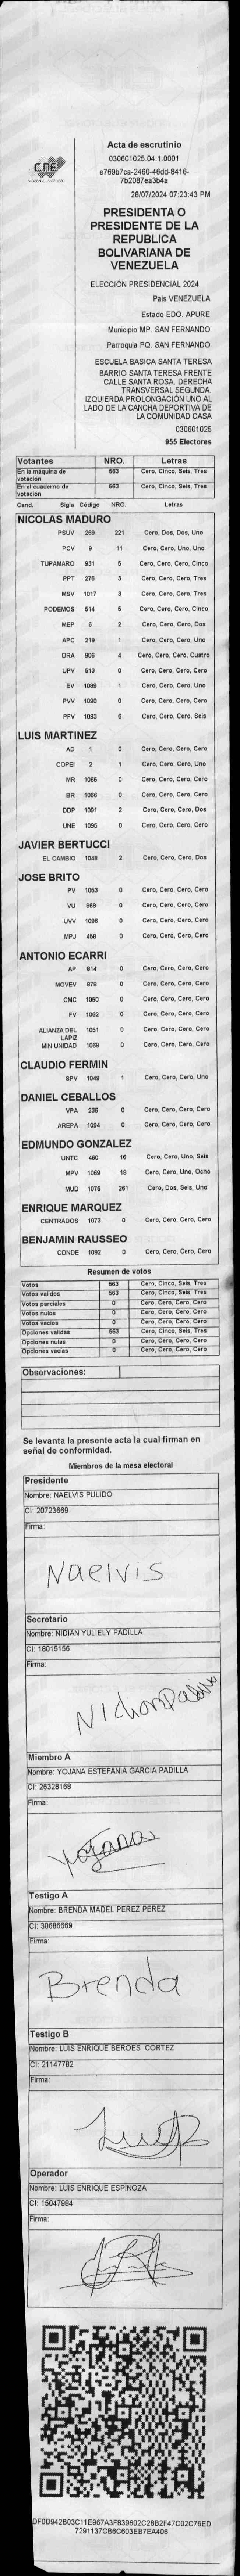 CNE
Acta de escrutinio
030601025.04.1.0001
e769b7ca-2460-46dd-8416-
7b2087ea3b4a
28/07/2024 07:23:43 PM
PRESIDENTA O
PRESIDENTE DE LA
REPUBLICA
BOLIVARIANA DE
VENEZUELA
ELECCIÓN PRESIDENCIAL 2024
Pais VENEZUELA
Estado EDO. APURE
Municipio MP. SAN FERNANDO
Parroquia PQ. SAN FERNANDO
ESCUELA BASICA SANTA TERESA
BARRIO SANTA TERESA FRENTE
CALLE SANTA ROSA. DERECHA
TRANSVERSAL SEGUNDA.
IZQUIERDA PROLONGACIÓN UNO AL
LADO DE LA CANCHA DEPORTIVA DE
LA COMUNIDAD CASA
030601025
955 Electores
Votantes NRO. Letras
En la máquina de votación 563 Cero, Cinco, Seis, Tres
En el cuaderno de votación 563 Cero, Cinco, Seis, Tres
Cand. Sigla Código NRO. Letras
NICOLAS MADURO
PSUV 269 221 Cero, Dos, Dos, Uno
PCV 9 11 Cero, Cero, Uno, Uno
TUPAMARO 931 5 Cero, Cero, Cero, Cinco
PPT 276 3 Cero, Cero, Cero, Tres
MSV 1017 3 Cero, Cero, Cero, Tres
PODEMOS 514 5 Cero, Cero, Cero, Cinco
MEP 6 2 Cero, Cero, Cero, Dos
APC 219 1 Cero, Cero, Cero, Uno
ORA 906 4 Cero, Cero, Cero, Cuatro
UPV 513 0 Cero, Cero, Cero, Cero
EV 1089 1 Cero, Cero, Cero, Uno
PVV 1090 0 Cero, Cero, Cero, Cero
PFV 1093 6 Cero, Cero, Cero, Seis
LUIS MARTINEZ
AD 1 0 Cero, Cero, Cero, Cero
COPEI 2 1 Cero, Cero, Cero, Uno
MR 1065 0 Cero, Cero, Cero, Cero
BR 1066 0 Cero, Cero, Cero, Cero
DDP 1091 2 Cero, Cero, Cero, Dos
UNE 1095 0 Cero, Cero, Cero, Cero
JAVIER BERTUCCI
EL CAMBIO 1048 2 Cero, Cero, Cero, Dos
JOSE BRITO
PV 1053 0 Cero, Cero, Cero, Cero
VU 968 0 Cero, Cero, Cero, Cero
UVV 1096 0 Cero, Cero, Cero, Cero
MPJ 458 0 Cero, Cero, Cero, Cero
ANTONIO ECARRI
AP 814 0 Cero, Cero, Cero, Cero
MOVEV 878 0 Cero, Cero, Cero, Cero
CMC 1050 0 Cero, Cero, Cero, Cero
FV 1062 0 Cero, Cero, Cero, Cero
ALIANZA DEL LAPIZ 1051 0 Cero, Cero, Cero, Cero
MIN UNIDAD 1069 0 Cero, Cero, Cero, Cero
CLAUDIO FERMIN
SPV 1049 1 Cero, Cero, Cero, Uno
DANIEL CEBALLOS
VPA 236 0 Cero, Cero, Cero, Cero
AREPA 1094 0 Cero, Cero, Cero, Cero
EDMUNDO GONZALEZ
UNTC 460 16 Cero, Cero, Uno, Seis
MPV 1069 18 Cero, Cero, Uno, Ocho
MUD 1075 261 Cero, Dos, Seis, Uno
ENRIQUE MARQUEZ
CENTRADOS 1073 0 Cero, Cero, Cero, Cero
BENJAMIN RAUSSEO
CONDE 1092 0 Cero, Cero, Cero, Cero
Resumen de votos
Votos 563 Cero, Cinco, Seis, Tres
Votos validos 563 Cero, Cinco, Seis, Tres
Votos parciales 0 Cero, Cero, Cero, Cero
Votos nulos 0 Cero, Cero, Cero, Cero
Votos vacios 0 Cero, Cero, Cero, Cero
Opciones validas 563 Cero, Cinco, Seis, Tres
Opciones nulas 0 Cero, Cero, Cero, Cero
Opciones vacias 0 Cero, Cero, Cero, Cero
Observaciones:
Se levanta la presente acta la cual firman en
señal de conformidad.
Miembros de la mesa electoral
Presidente
Nombre: NAELVIS PULIDO
CI: 20723669
Firma:
Naelvis
Secretario
Nombre: NIDIAN YULIELY PADILLA
CI: 18015156
Firma:
Miembro A
Nombre: YOJANA ESTEFANIA GARCIA PADILLA
CI: 26328168
Firma:
Yojana
Testigo A
Nombre: BRENDA MADEL PEREZ PEREZ
CI: 30686669
Firma:
Brenda
Testigo B
Nombre: LUIS ENRIQUE BEROES CORTEZ
CI: 21147782
Firma:
Operador
Nombre: LUIS ENRIQUE ESPINOZA
CI: 15047984
Firma:
DF0D942B03C11E967A3F839602C28B2F47C02C76ED
7291137CB6C603EB7EA406